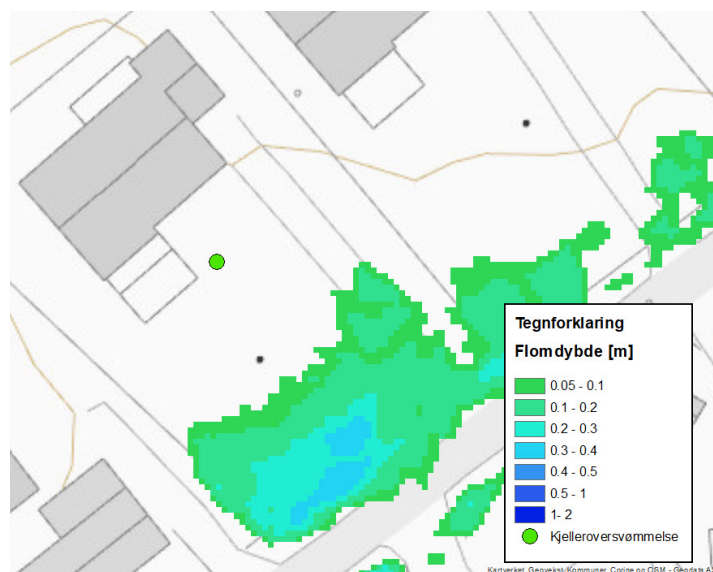 Tegnforklaring
Flomdybde [m]
0.05 - 0.1
0.1 - 0.2
0.2 - 0.3
0.3 - 0.4
0.4 - 0.5
0.5 - 1
1- 2
Kjelleroversvømmelse
Kartverket, Geovekst, Kommuner, Corine og OSM - Geodata A